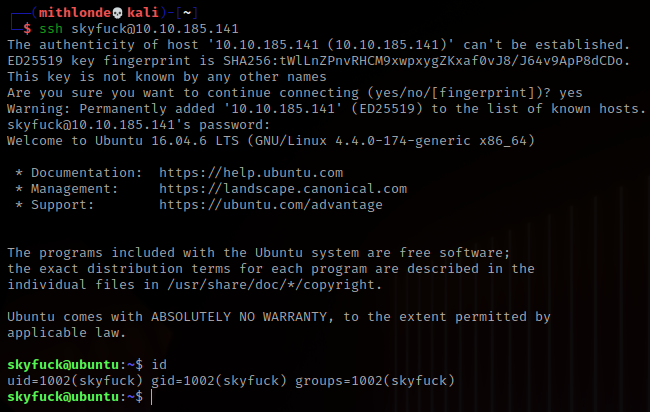 (mithlonde💀kali)-[~]
$ ssh skyfuck@10.10.185.141
The authenticity of host '10.10.185.141 (10.10.185.141)' can't be established.
ED25519 key fingerprint is SHA256:tWlLnZPnvRHCM9xwpxygZKxaf0vJ8/J64v9ApP8dCDo.
This key is not known by any other names
Are you sure you want to continue connecting (yes/no/[fingerprint])? yes
Warning: Permanently added '10.10.185.141' (ED25519) to the list of known hosts.
skyfuck@10.10.185.141's password:
Welcome to Ubuntu 16.04.6 LTS (GNU/Linux 4.4.0-174-generic x86_64)

 * Documentation:  https://help.ubuntu.com
 * Management:     https://landscape.canonical.com
 * Support:        https://ubuntu.com/advantage

The programs included with the Ubuntu system are free software;
the exact distribution terms for each program are described in the
individual files in /usr/share/doc/*/copyright.

Ubuntu comes with ABSOLUTELY NO WARRANTY, to the extent permitted by
applicable law.

skyfuck@ubuntu:~$ id
uid=1002(skyfuck) gid=1002(skyfuck) groups=1002(skyfuck)
skyfuck@ubuntu:~$